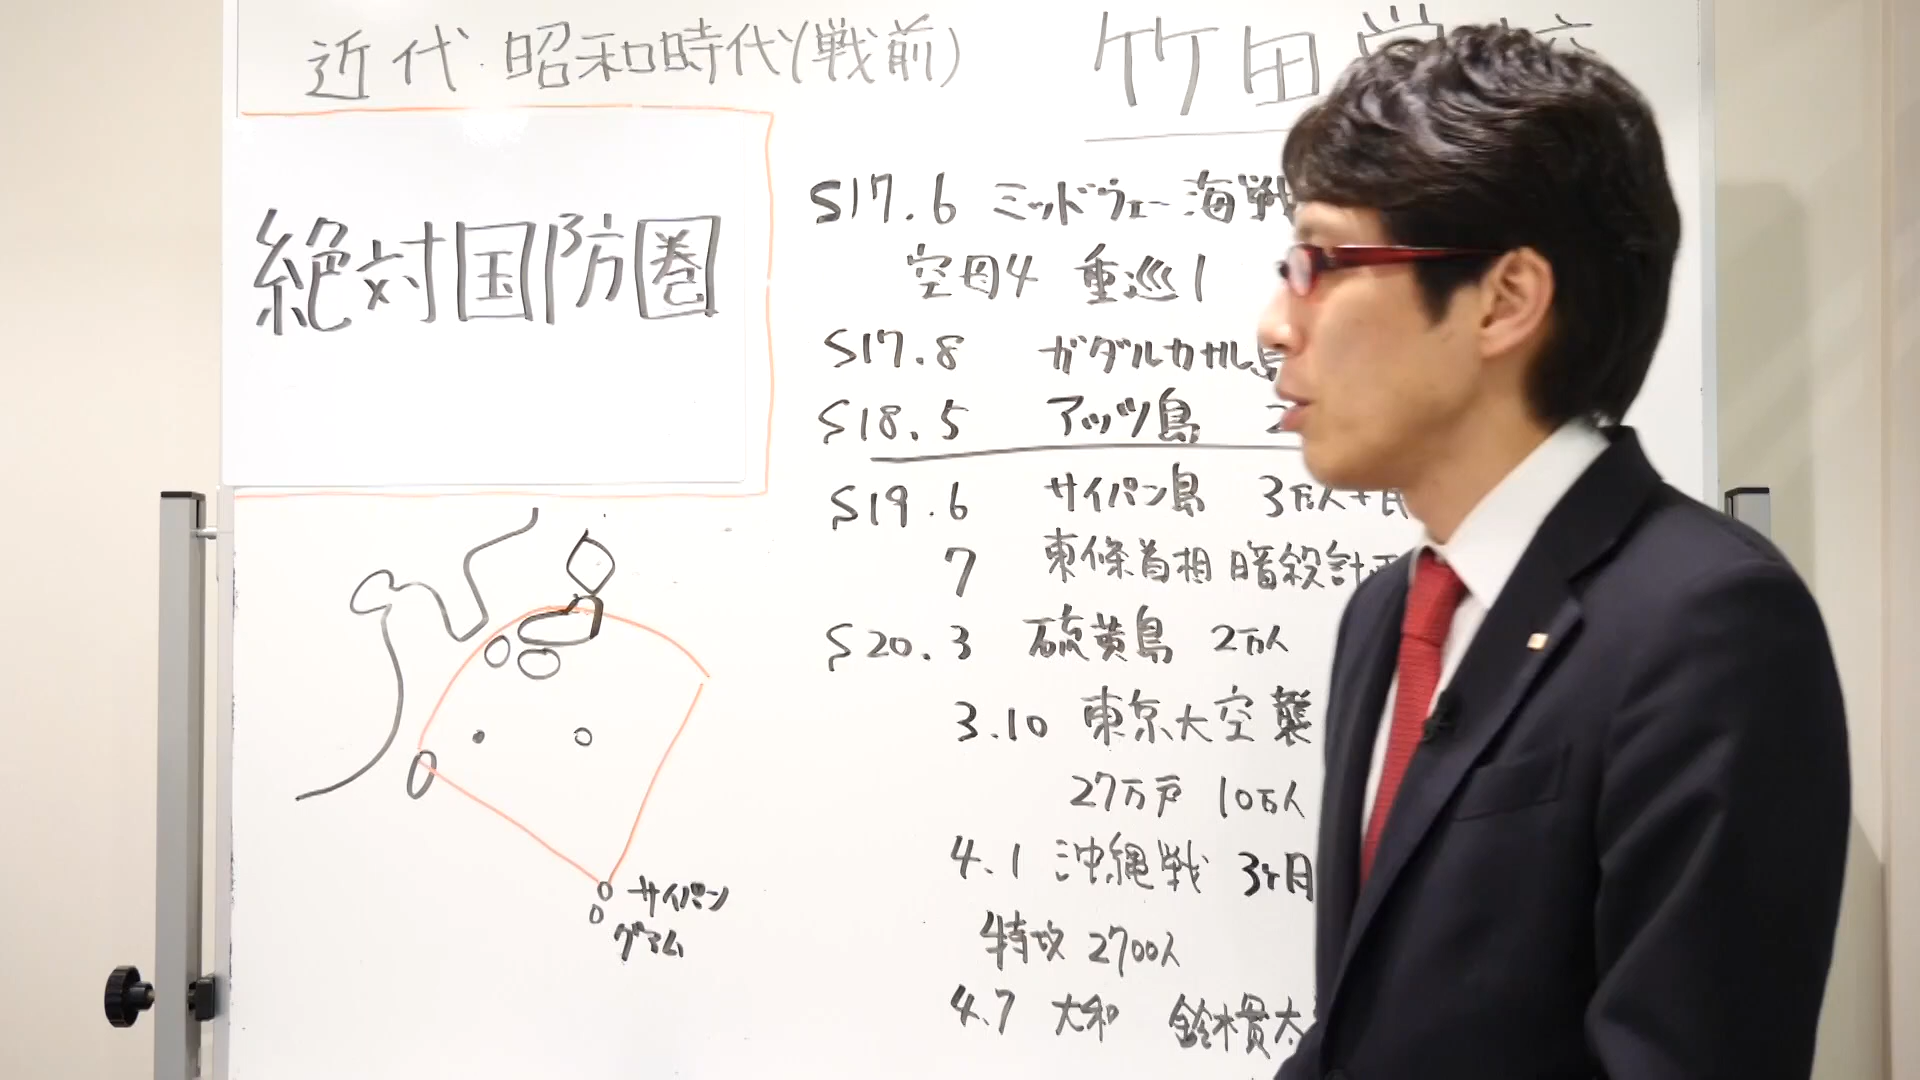 近代 昭和時代(戦前)
竹田
絶対国防圏
S17.6 ミッドウェー海戦
空母4 重巡1
S17.8 ガダルカナル島
S18.5 アッツ島
S19.6 サイパン島 3万人+
7 東條首相 暗殺計画
S20.3 硫黄島 2万人
3.10 東京大空襲
27万戸 10万人
4.1 沖縄戦 3ヶ月
特攻 2700人
4.7 大和 鈴木貫太
サイパン
グアム